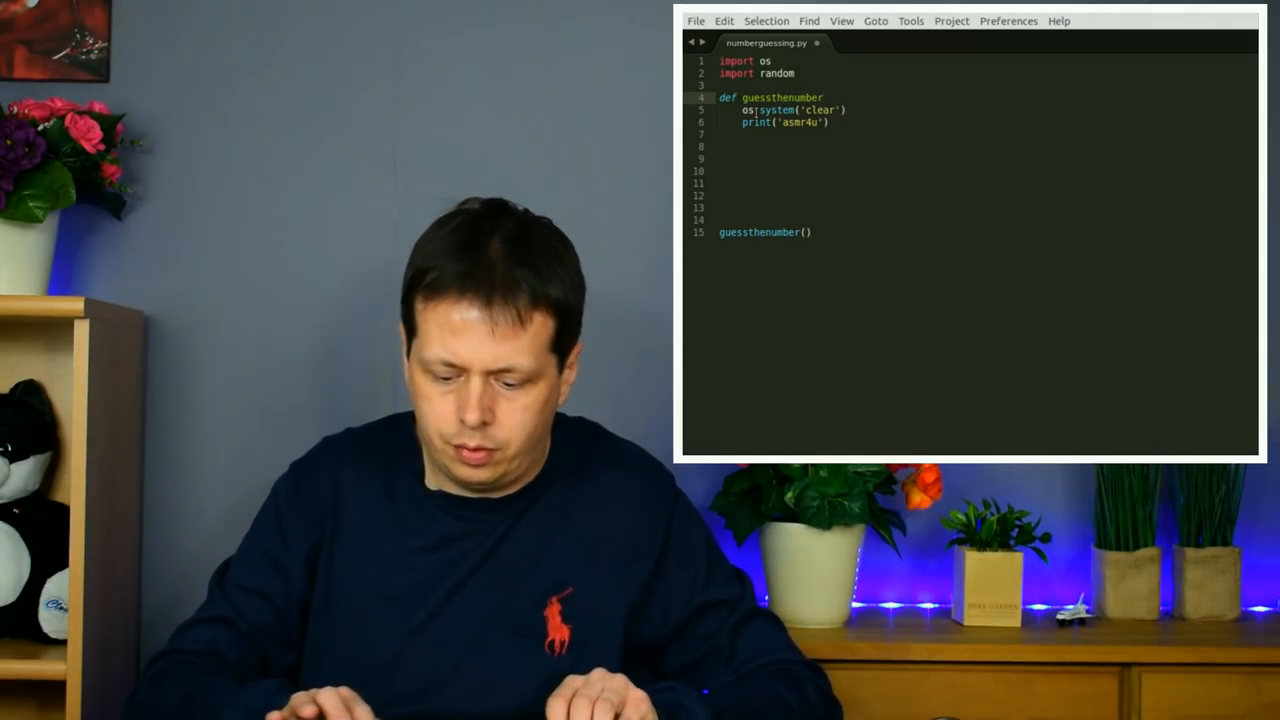 File Edit Selection Find View Goto Tools Project Preferences Help
numberguessing.py
1 import os
2 import random
3
4 def guessthenumber
5 os.system('clear')
6 print('asmr4u')
7
8
9
10
11
12
13
14
15 guessthenumber()
HERB GARDEN